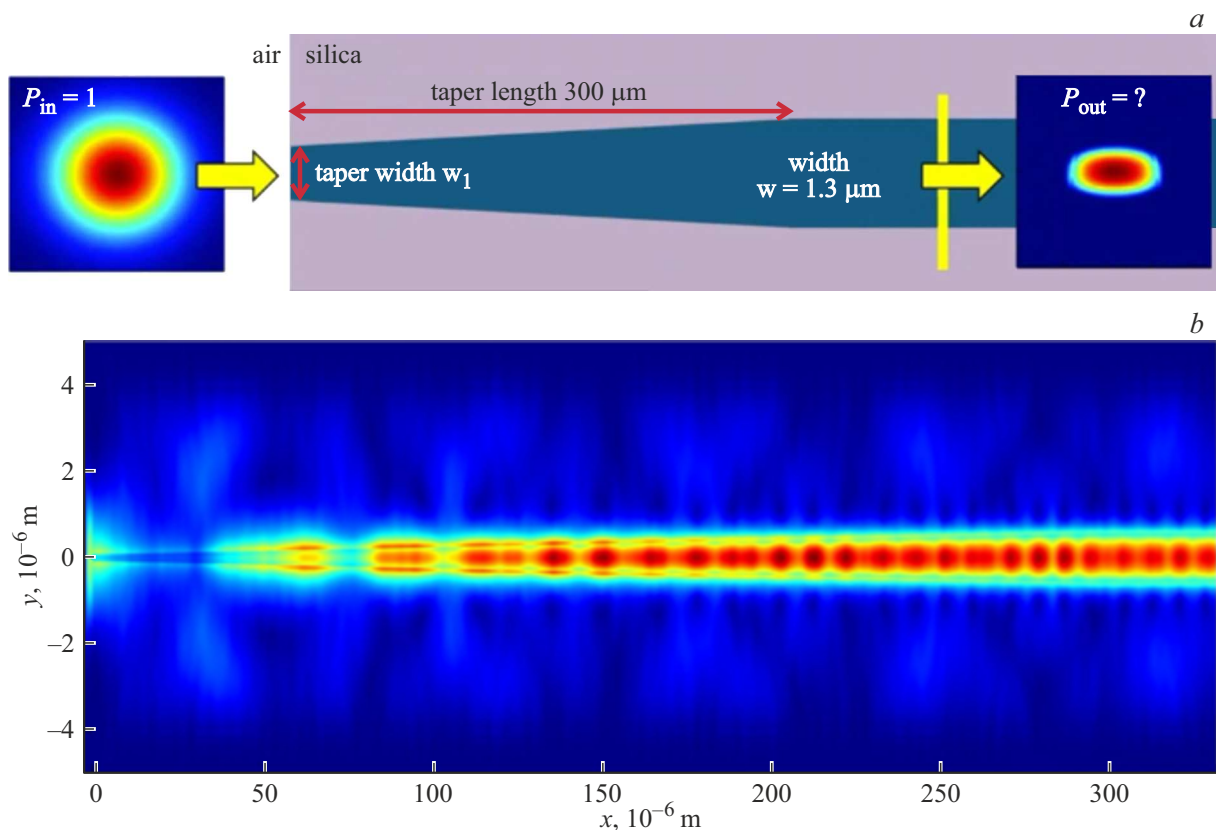 a
air silica
P_in = 1
taper length 300 μm
P_out = ?
taper width w₁
width
w = 1.3 μm
b
4
2
0
–2
–4
y, 10⁻⁶ m
0 50 100 150 200 250 300
x, 10⁻⁶ m